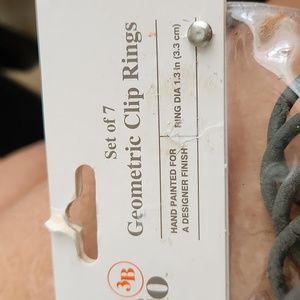 Set of 7
Geometric Clip Rings
HAND PAINTED FOR
A DESIGNER FINISH
RING DIA 1.3 in (3.3 cm)
3B